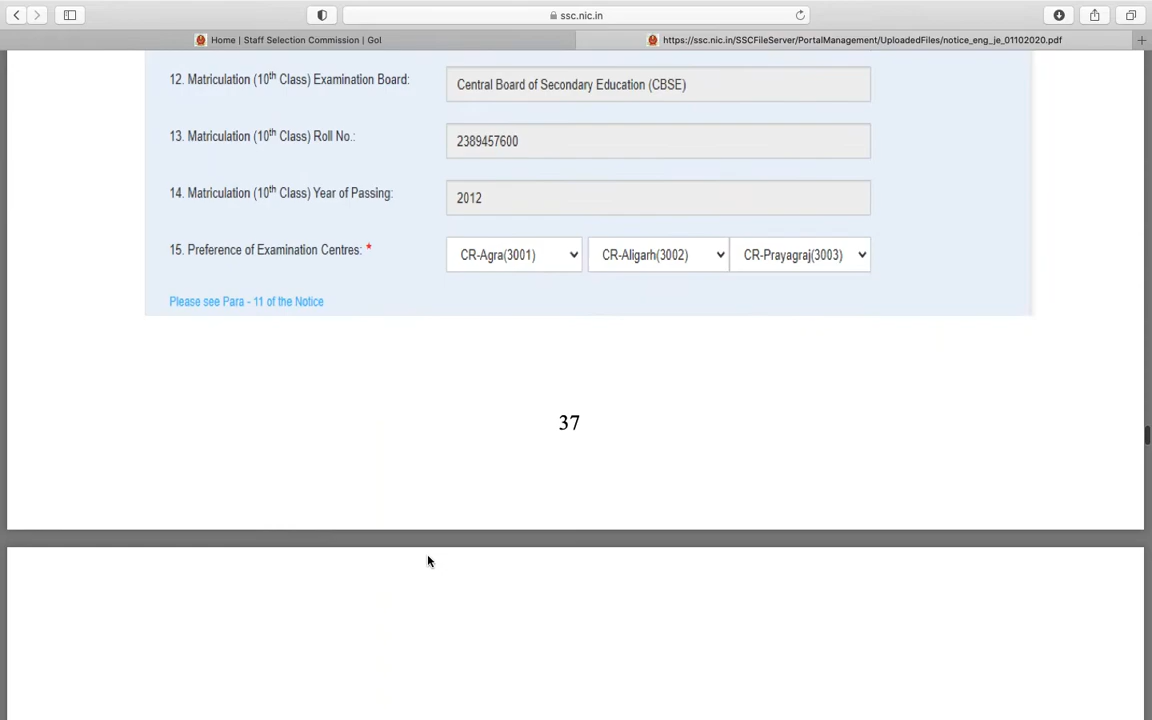 ssc.nic.in
Home | Staff Selection Commission | GoI
https://ssc.nic.in/SSCFileServer/PortalManagement/UploadedFiles/notice_eng_je_01102020.pdf
12. Matriculation (10th Class) Examination Board: Central Board of Secondary Education (CBSE)
13. Matriculation (10th Class) Roll No.: 2389457600
14. Matriculation (10th Class) Year of Passing: 2012
15. Preference of Examination Centres: * CR-Agra(3001) CR-Aligarh(3002) CR-Prayagraj(3003)
Please see Para - 11 of the Notice
37